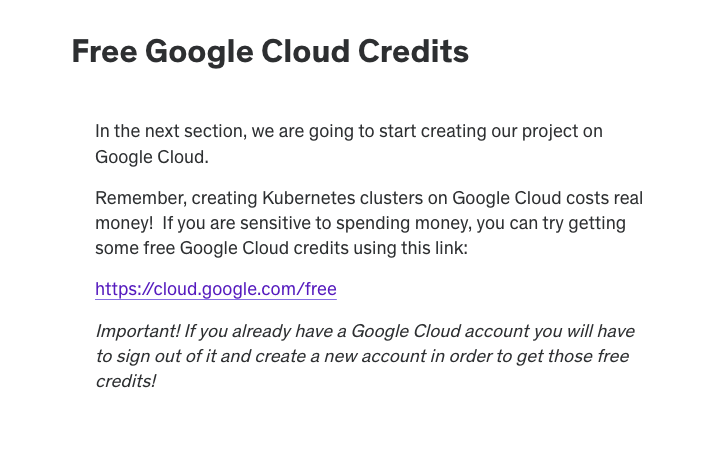 Free Google Cloud Credits
In the next section, we are going to start creating our project on
Google Cloud.
Remember, creating Kubernetes clusters on Google Cloud costs real
money!  If you are sensitive to spending money, you can try getting
some free Google Cloud credits using this link:
https://cloud.google.com/free
Important! If you already have a Google Cloud account you will have
to sign out of it and create a new account in order to get those free
credits!